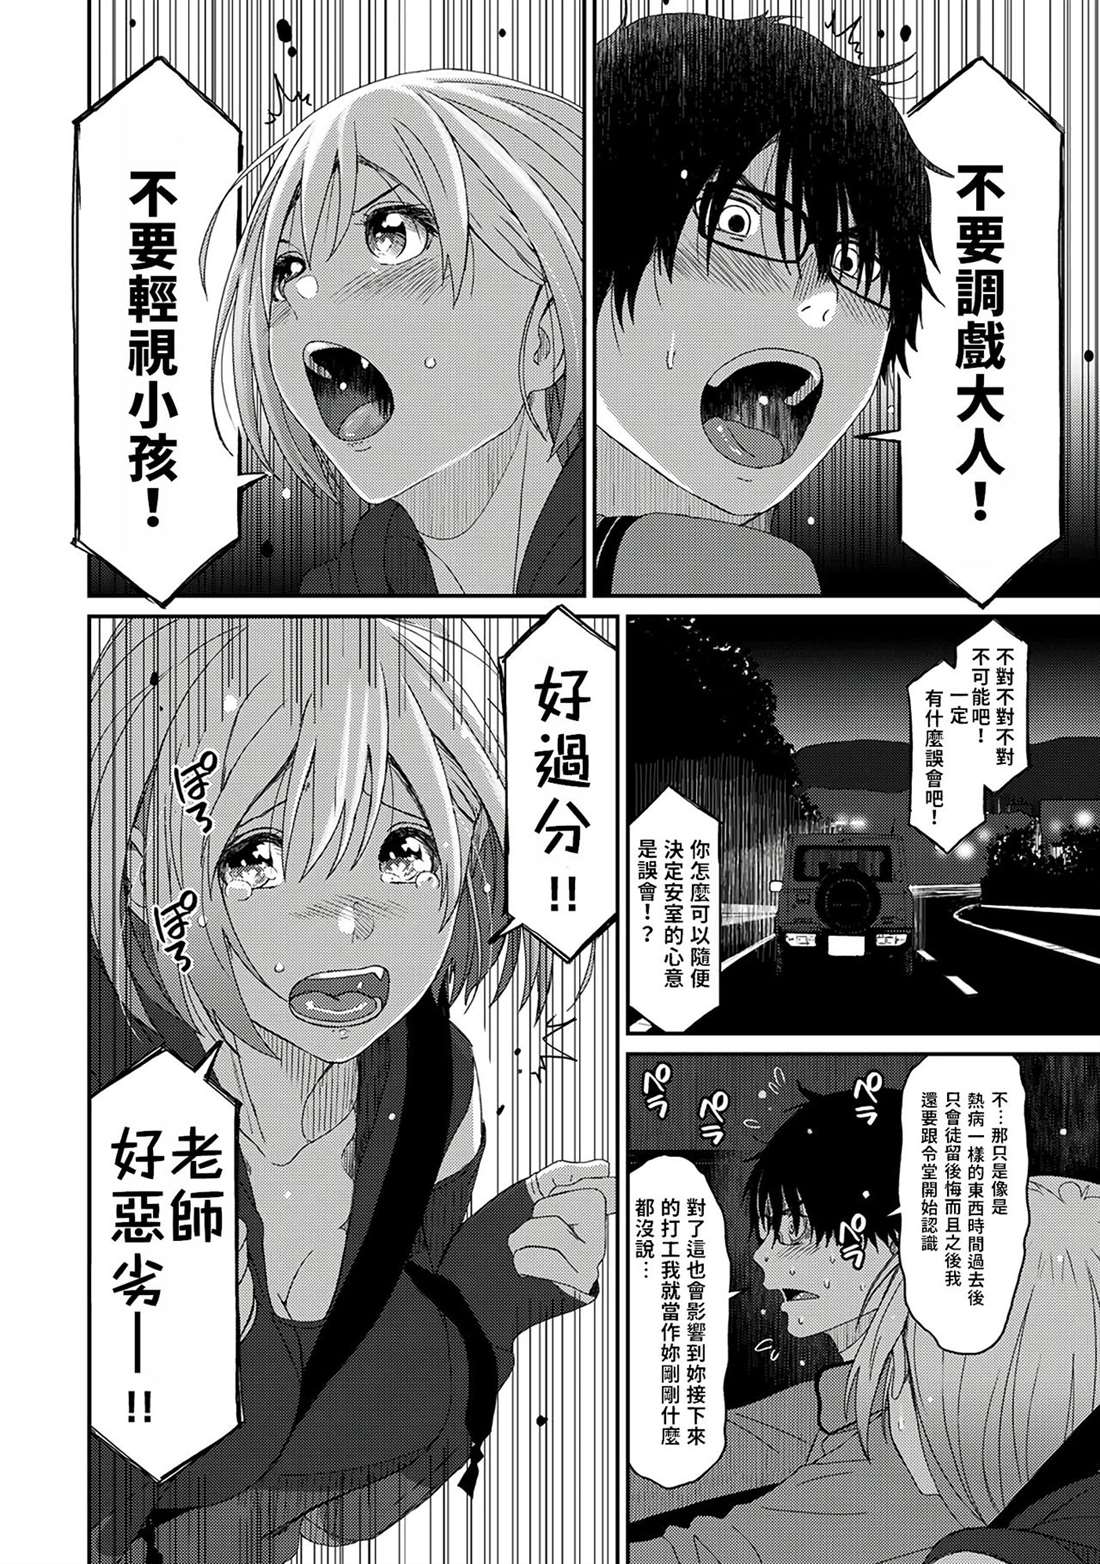 不要調戲大人！
不要輕視小孩！
不對不對不對
不可能吧！
一定
有什麼誤會吧！
你怎麼可以隨便
決定安室的心意
是誤會！？
不…那只是像是
熱病一樣的東西時間過去後
只會徒留後悔而且之後我
還要跟令堂開始認識
ペラ
ペラ
對了這也會影響到妳接下來
的打工我就當作妳剛剛什麼
都沒說…
好過分!!
ぽろ
ぽろ
老師
好惡劣——!!